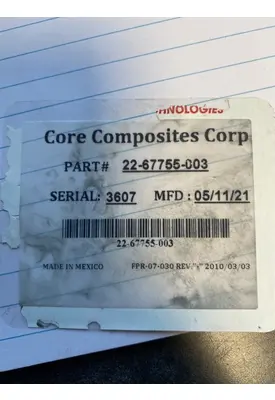 HNOLOGIES
Core Composites Corp
PART# 22-67755-003
SERIAL: 3607 MFD : 05/11/21
22-67755-003
MADE IN MEXICO FPR-07-030 REV "1" 2010/03/03